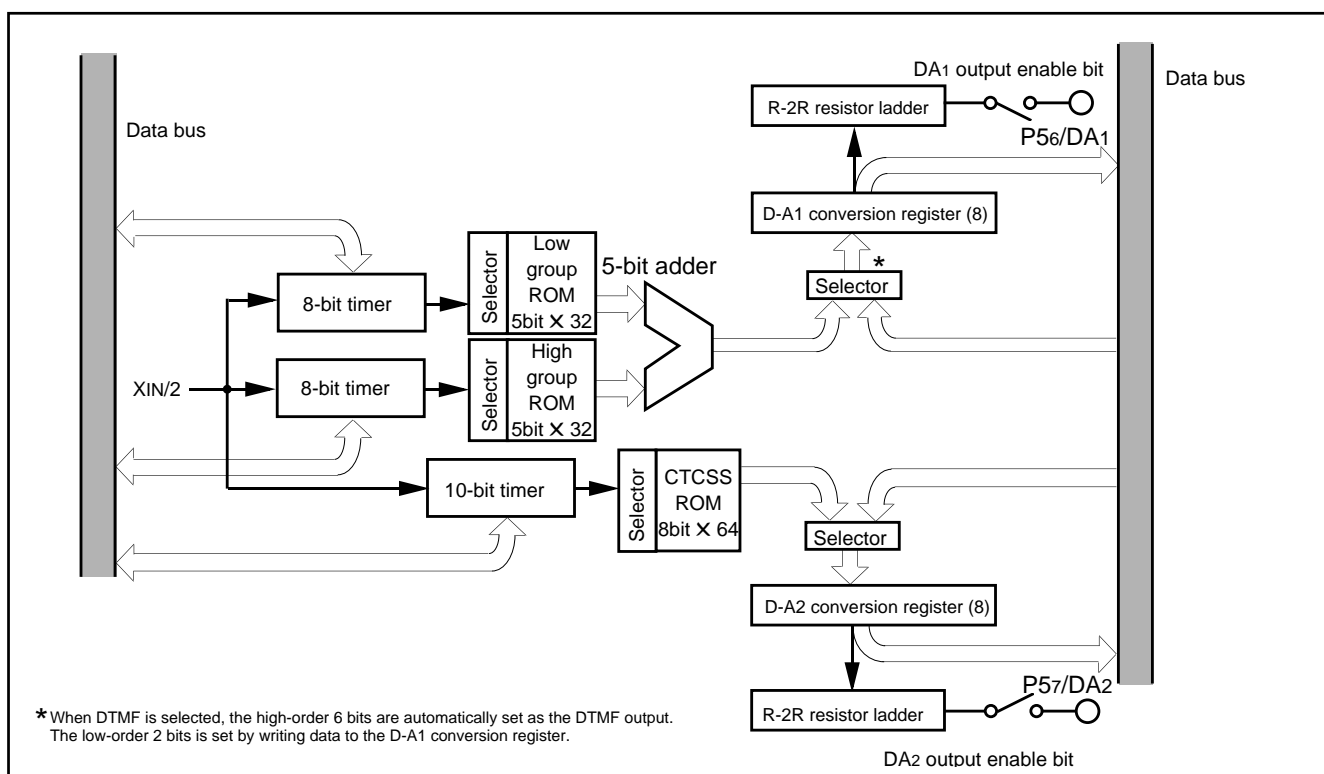 DA1 output enable bit
Data bus
R-2R resistor ladder
Data bus
P56/DA1
D-A1 conversion register (8)
*
Selector
Low
group
ROM
5bit X 32
Selector
5-bit adder
8-bit timer
Selector
High
group
ROM
5bit X 32
Selector
8-bit timer
XIN/2
10-bit timer
Selector
CTCSS
ROM
8bit X 64
Selector
D-A2 conversion register (8)
P57/DA2
R-2R resistor ladder
DA2 output enable bit
* When DTMF is selected, the high-order 6 bits are automatically set as the DTMF output.
The low-order 2 bits is set by writing data to the D-A1 conversion register.